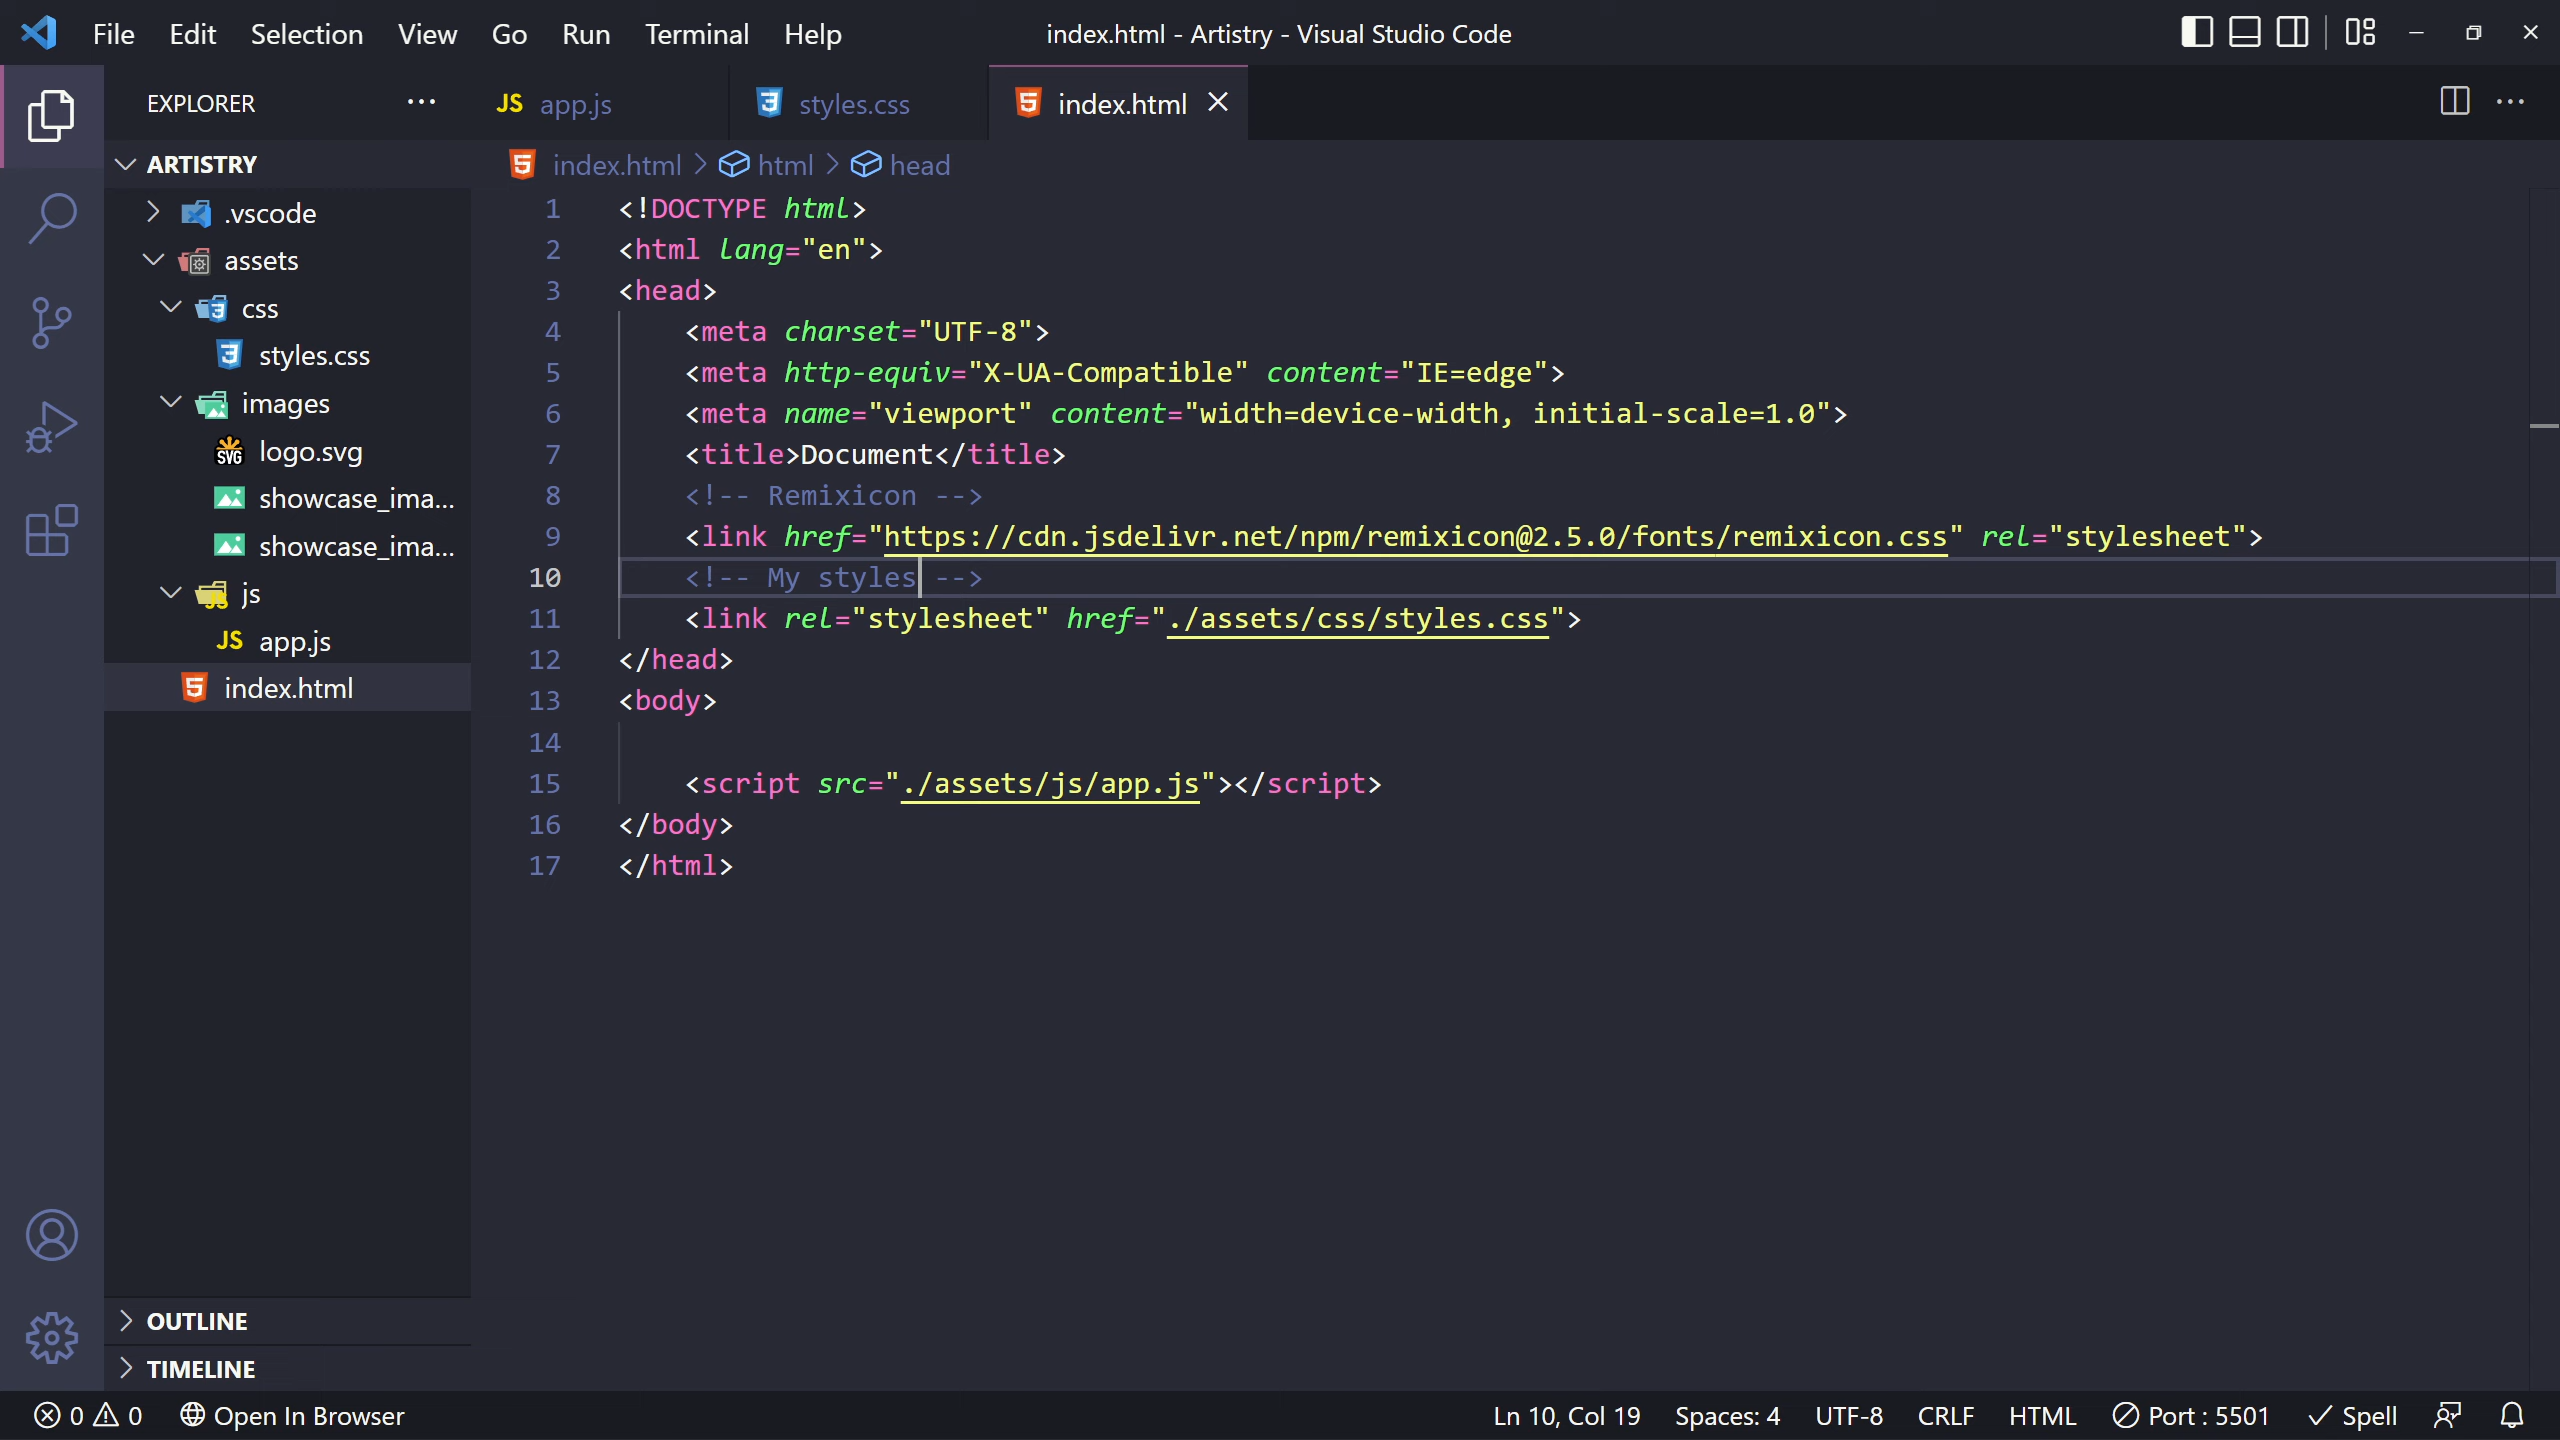 File Edit Selection View Go Run Terminal Help
index.html - Artistry - Visual Studio Code
EXPLORER
JS app.js
styles.css
index.html
ARTISTRY
.vscode
assets
css
styles.css
images
SVG logo.svg
showcase_ima...
showcase_ima...
js
JS app.js
index.html
OUTLINE
TIMELINE
index.html > html > head
1 <!DOCTYPE html>
2 <html lang="en">
3 <head>
4 <meta charset="UTF-8">
5 <meta http-equiv="X-UA-Compatible" content="IE=edge">
6 <meta name="viewport" content="width=device-width, initial-scale=1.0">
7 <title>Document</title>
8 <!-- Remixicon -->
9 <link href="https://cdn.jsdelivr.net/npm/remixicon@2.5.0/fonts/remixicon.css" rel="stylesheet">
10 <!-- My styles -->
11 <link rel="stylesheet" href="./assets/css/styles.css">
12 </head>
13 <body>
14
15 <script src="./assets/js/app.js"></script>
16 </body>
17 </html>
0 0 Open In Browser
Ln 10, Col 19 Spaces: 4 UTF-8 CRLF HTML Port : 5501 Spell